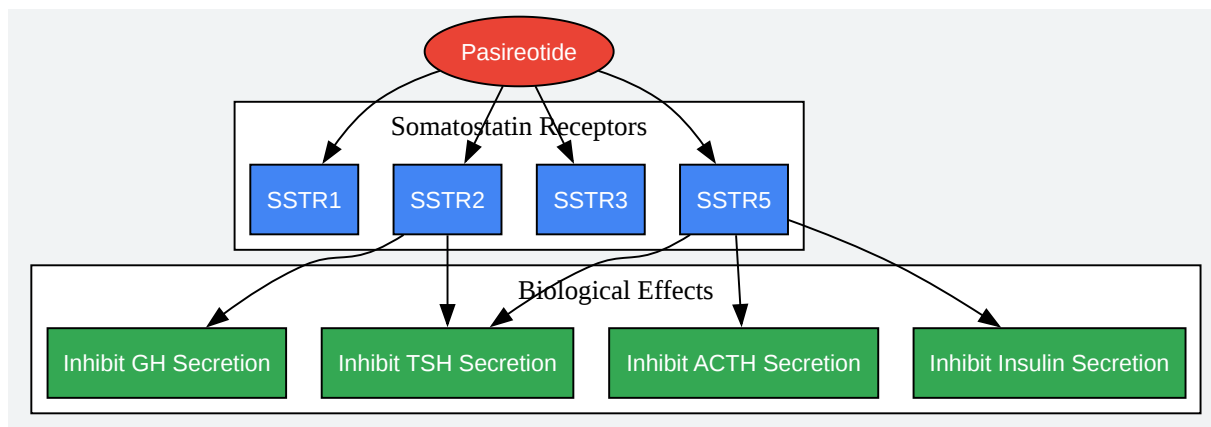 Pasireotide
Somatostatin Receptors
SSTR1
SSTR2
SSTR3
SSTR5
Biological Effects
Inhibit GH Secretion
Inhibit TSH Secretion
Inhibit ACTH Secretion
Inhibit Insulin Secretion